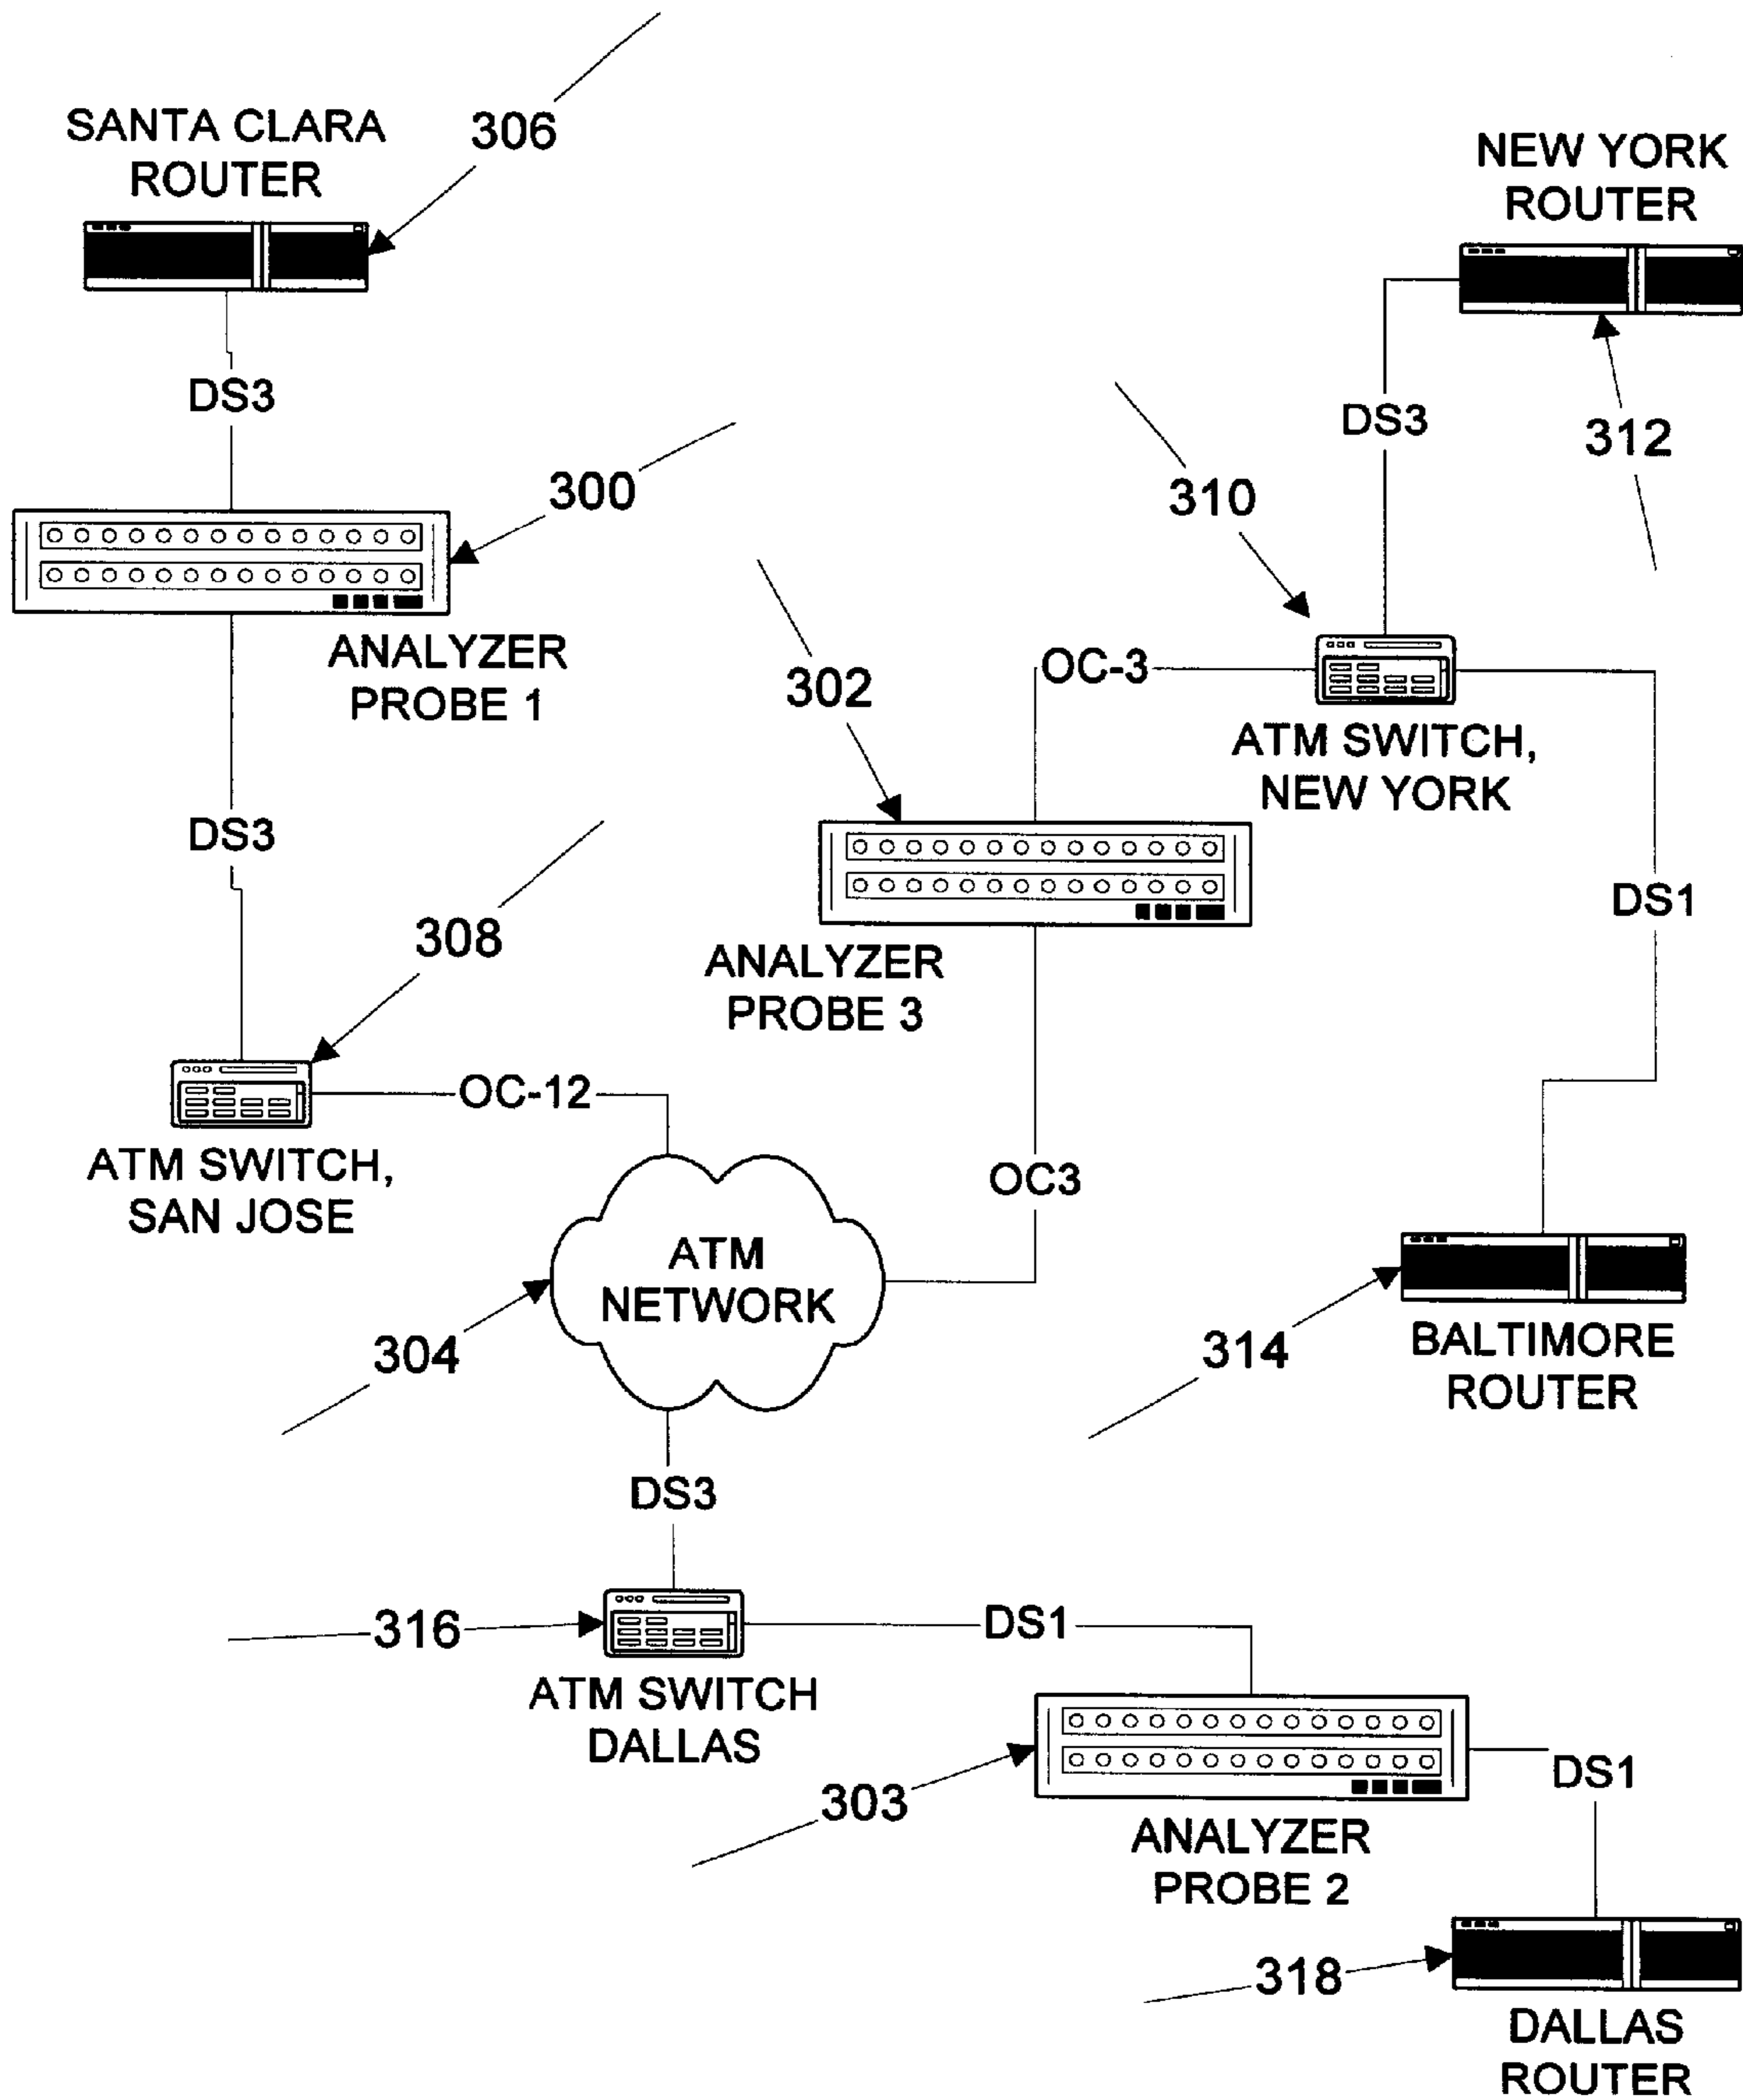 SANTA CLARA
ROUTER
306
NEW YORK
ROUTER
DS3
DS3
312
300
310
ANALYZER
PROBE 1
302
OC-3
ATM SWITCH,
NEW YORK
DS3
DS1
308
ANALYZER
PROBE 3
OC-12
ATM SWITCH,
SAN JOSE
OC3
ATM
NETWORK
304
314
BALTIMORE
ROUTER
DS3
316
DS1
ATM SWITCH
DALLAS
303
DS1
ANALYZER
PROBE 2
318
DALLAS
ROUTER